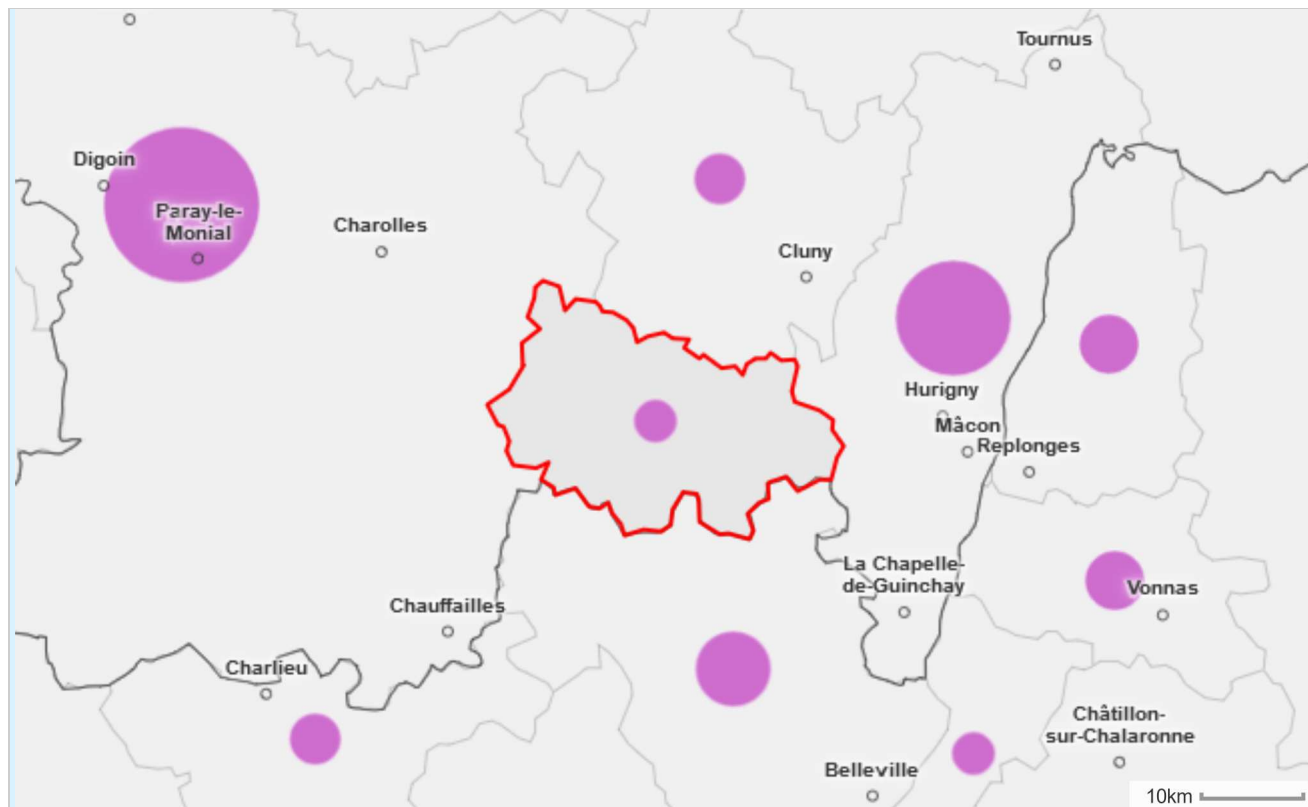 Tournus
Digoin
Paray-le-
Monial
Charolles
Cluny
Hurigny
Mâcon
Replonges
La Chapelle-
de-Guinchay
Vonnas
Chauffailles
Charlieu
Châtillon-
sur-Chalaronne
Belleville
10km